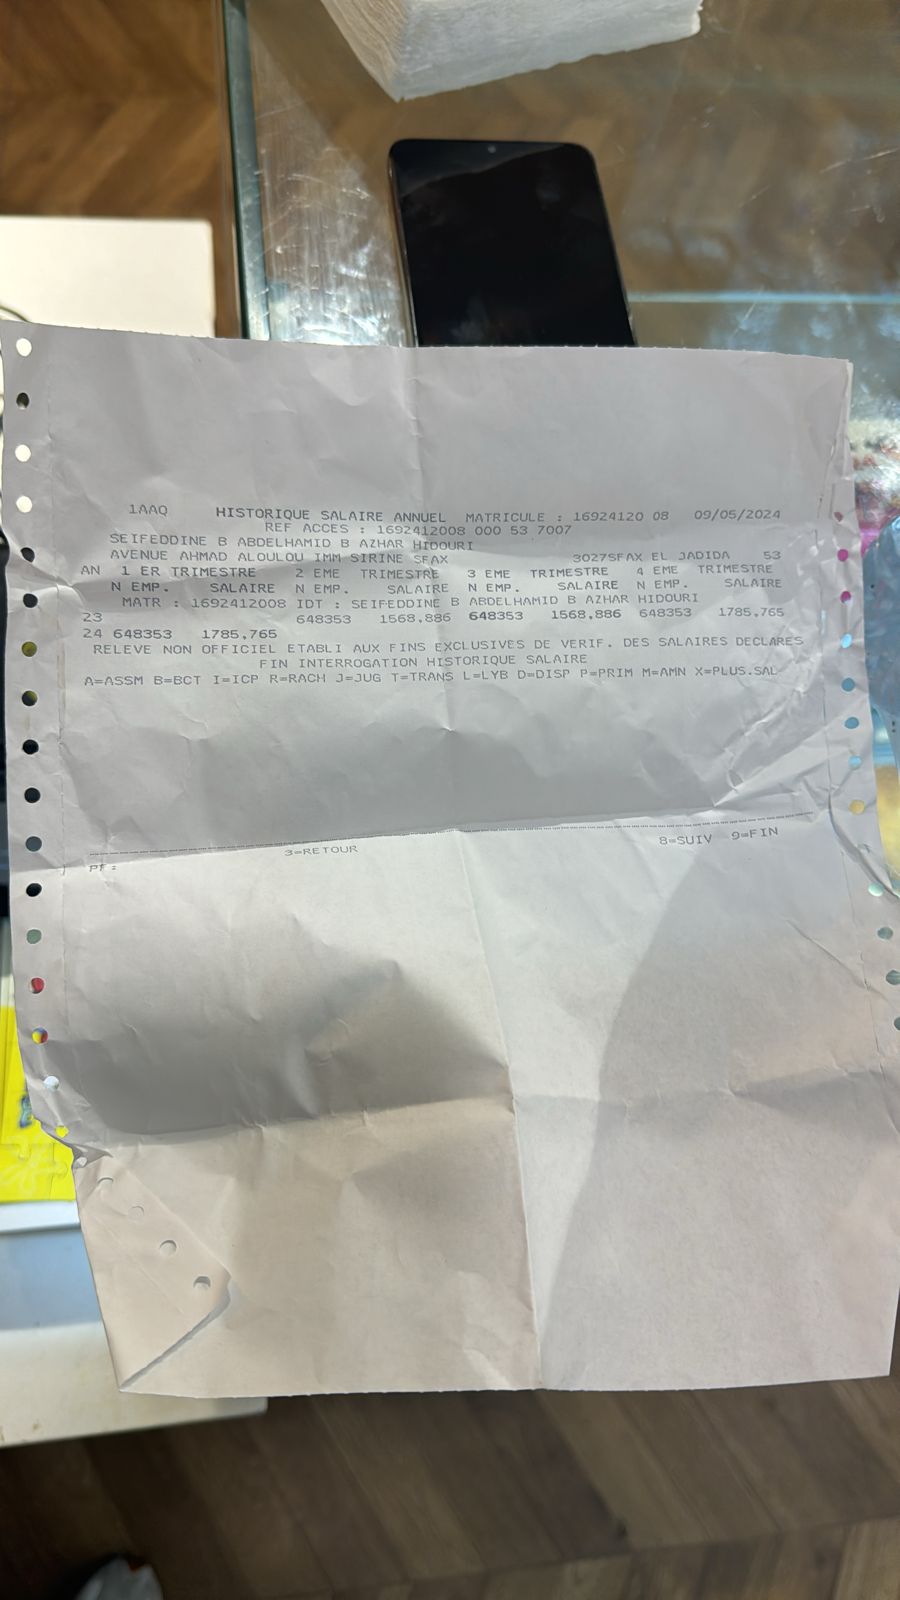 1AAQ HISTORIQUE SALAIRE ANNUEL MATRICULE : 16924120 08 09/05/2024
REF ACCES : 1692412008 000 53 7007
SEIFEDDINE B ABDELHAMID B AZHAR HIDOURI
AVENUE AHMAD ALOULOU IMM SIRINE SFAX 3027SFAX EL JADIDA 53
AN 1 ER TRIMESTRE 2 EME TRIMESTRE 3 EME TRIMESTRE 4 EME TRIMESTRE
N EMP. SALAIRE N EMP. SALAIRE N EMP. SALAIRE N EMP. SALAIRE
MATR : 1692412008 IDT : SEIFEDDINE B ABDELHAMID B AZHAR HIDOURI
23 648353 1568,886 648353 1568,886 648353 1785,765
24 648353 1785,765
RELEVE NON OFFICIEL ETABLI AUX FINS EXCLUSIVES DE VERIF. DES SALAIRES DECLARES
FIN INTERROGATION HISTORIQUE SALAIRE
A=ASSM B=BCT I=ICP R=RACH J=JUG T=TRANS L=LYB D=DISP P=PRIM M=AMN X=PLUS.SAL
3=RETOUR 8=SUIV 9=FIN
PF :